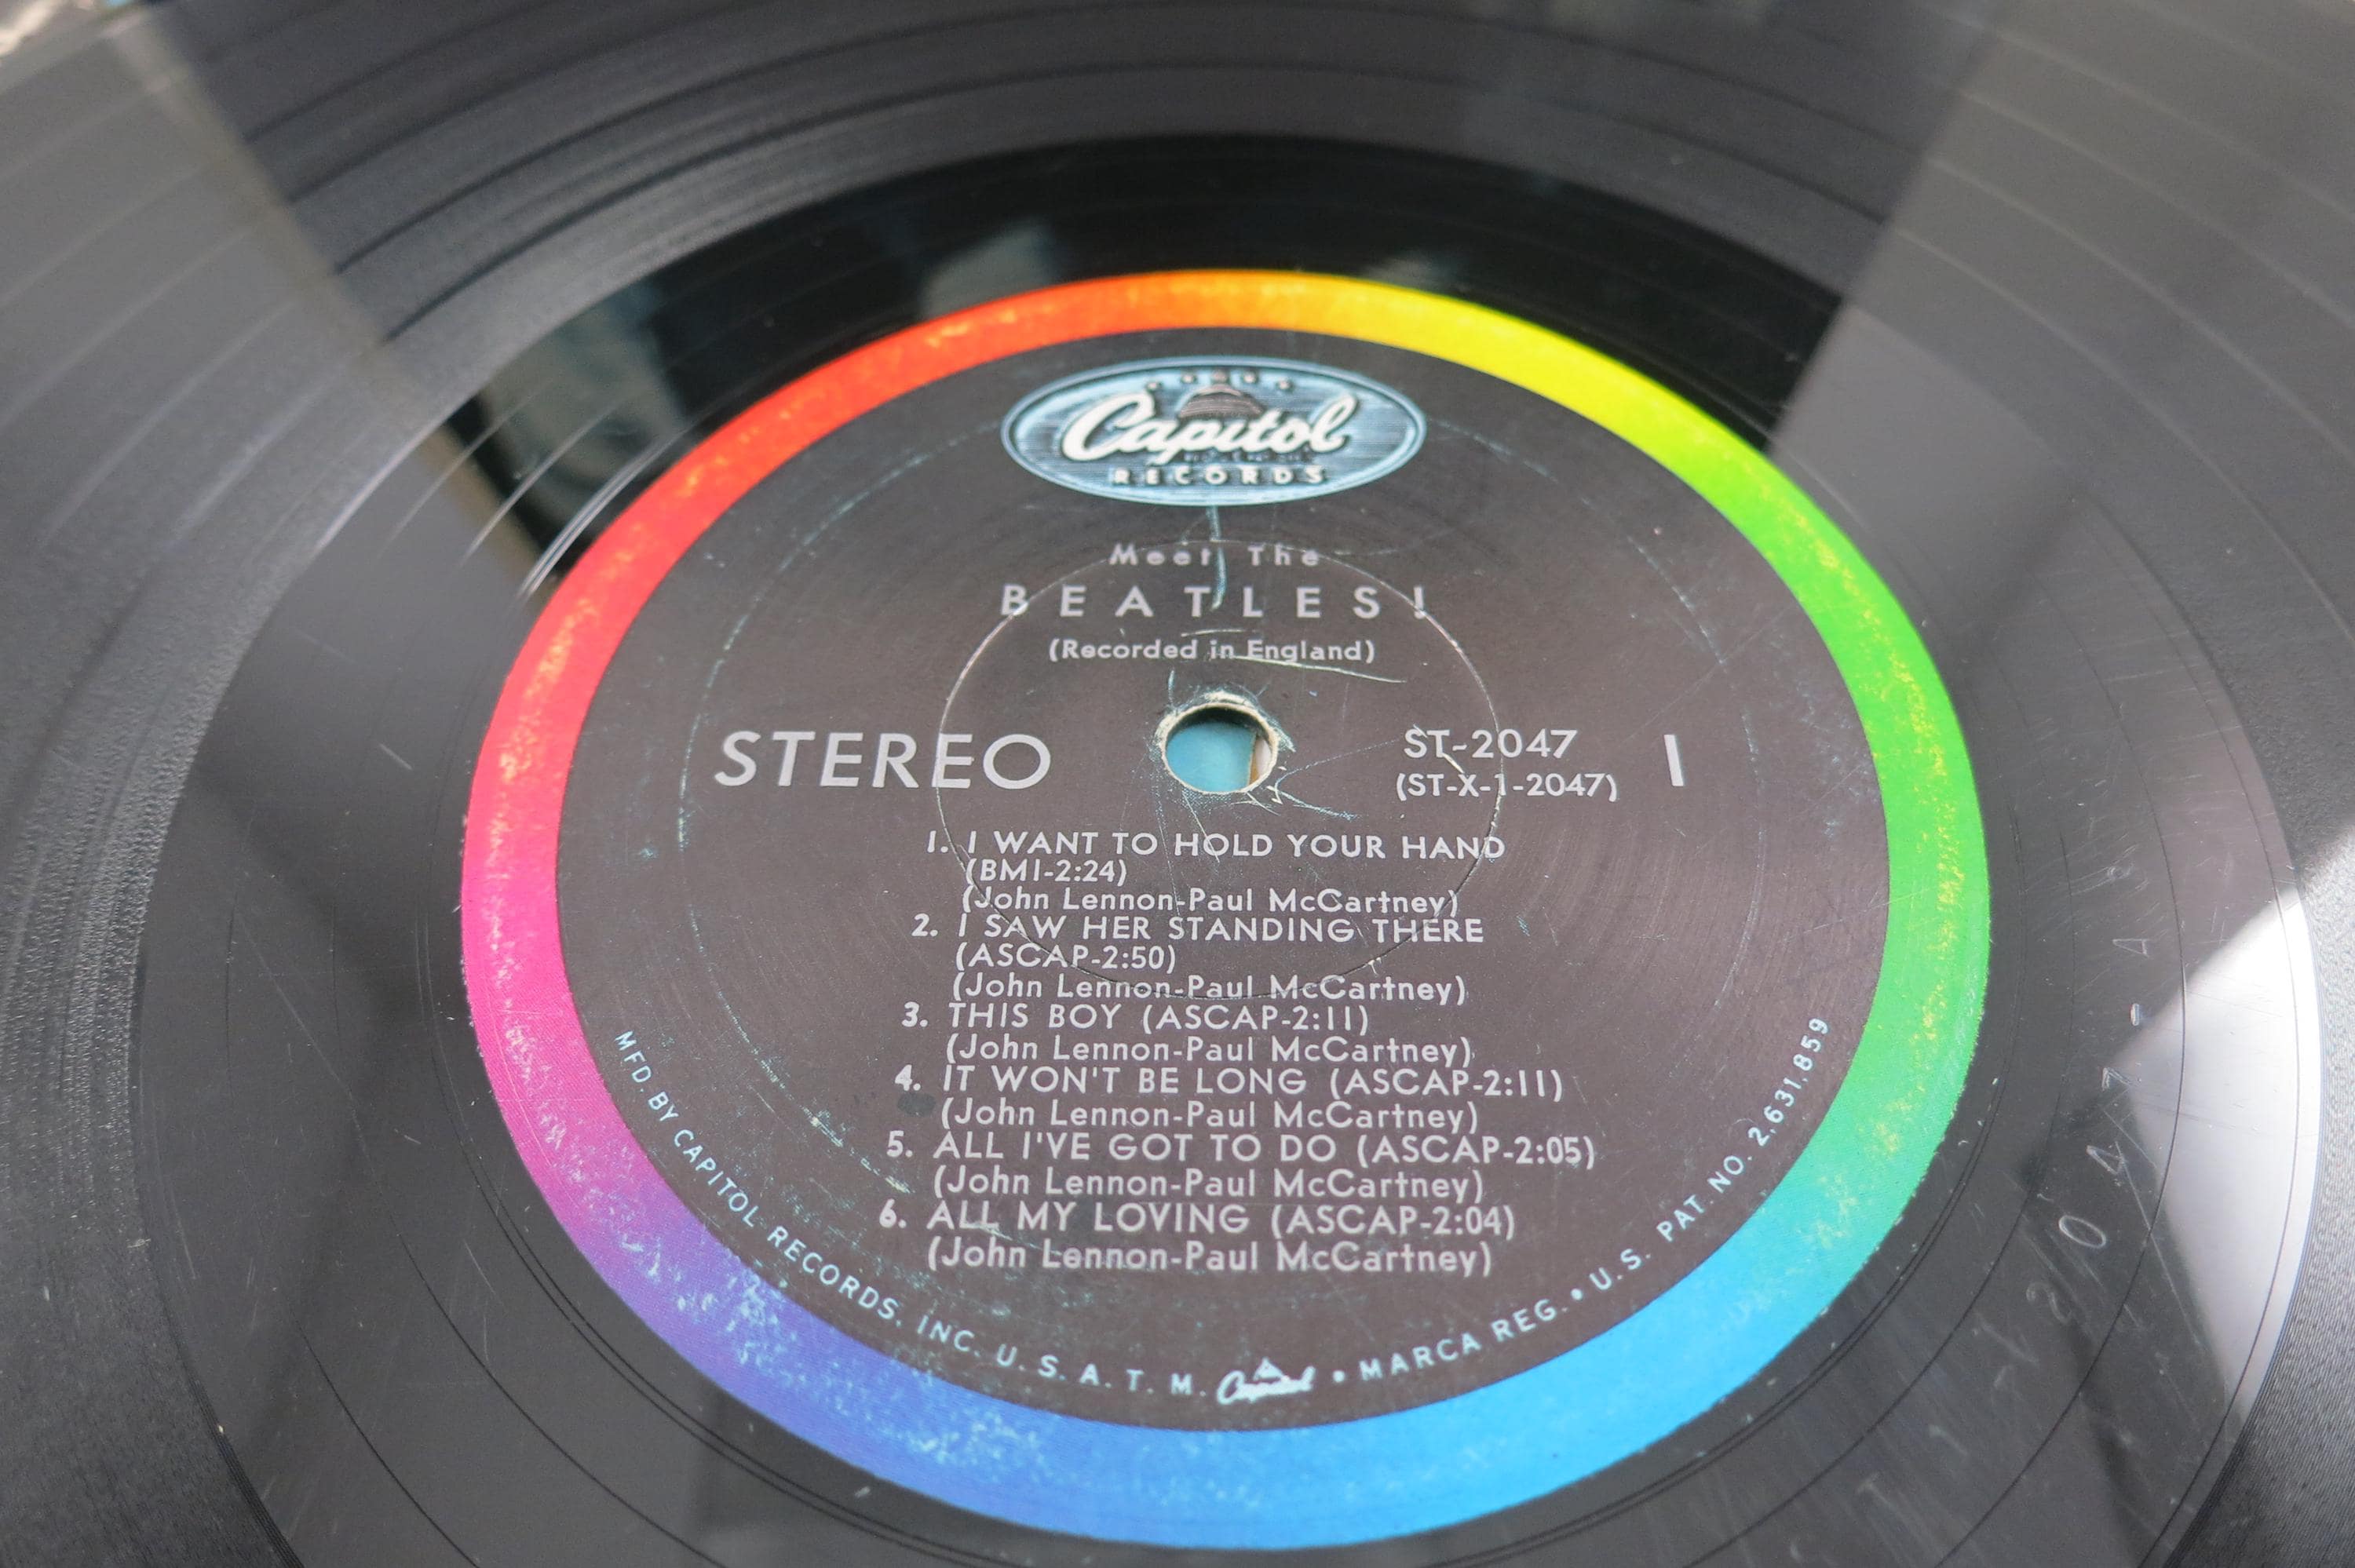 Capitol
RECORDS
Meet The
BEATLES!
(Recorded in England)
STEREO
ST-2047
(ST-X-1-2047)
1
1. I WANT TO HOLD YOUR HAND
(BMI-2:24)
(John Lennon-Paul McCartney)
2. I SAW HER STANDING THERE
(ASCAP-2:50)
(John Lennon-Paul McCartney)
3. THIS BOY (ASCAP-2:11)
(John Lennon-Paul McCartney)
4. IT WON'T BE LONG (ASCAP-2:11)
(John Lennon-Paul McCartney)
5. ALL I'VE GOT TO DO (ASCAP-2:05)
(John Lennon-Paul McCartney)
6. ALL MY LOVING (ASCAP-2:04)
(John Lennon-Paul McCartney)
MFD. BY CAPITOL RECORDS, INC. U.S.A. T.M. Capitol • MARCA REG. • U.S. PAT. NO. 2,631,859